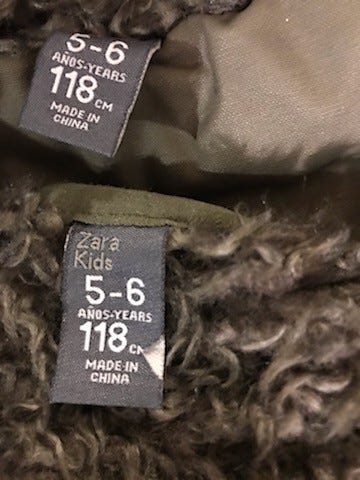 5-6
AÑOS-YEARS
118 CM
MADE IN
CHINA
Zara
Kids
5-6
AÑOS-YEARS
118 CM
MADE IN
CHINA